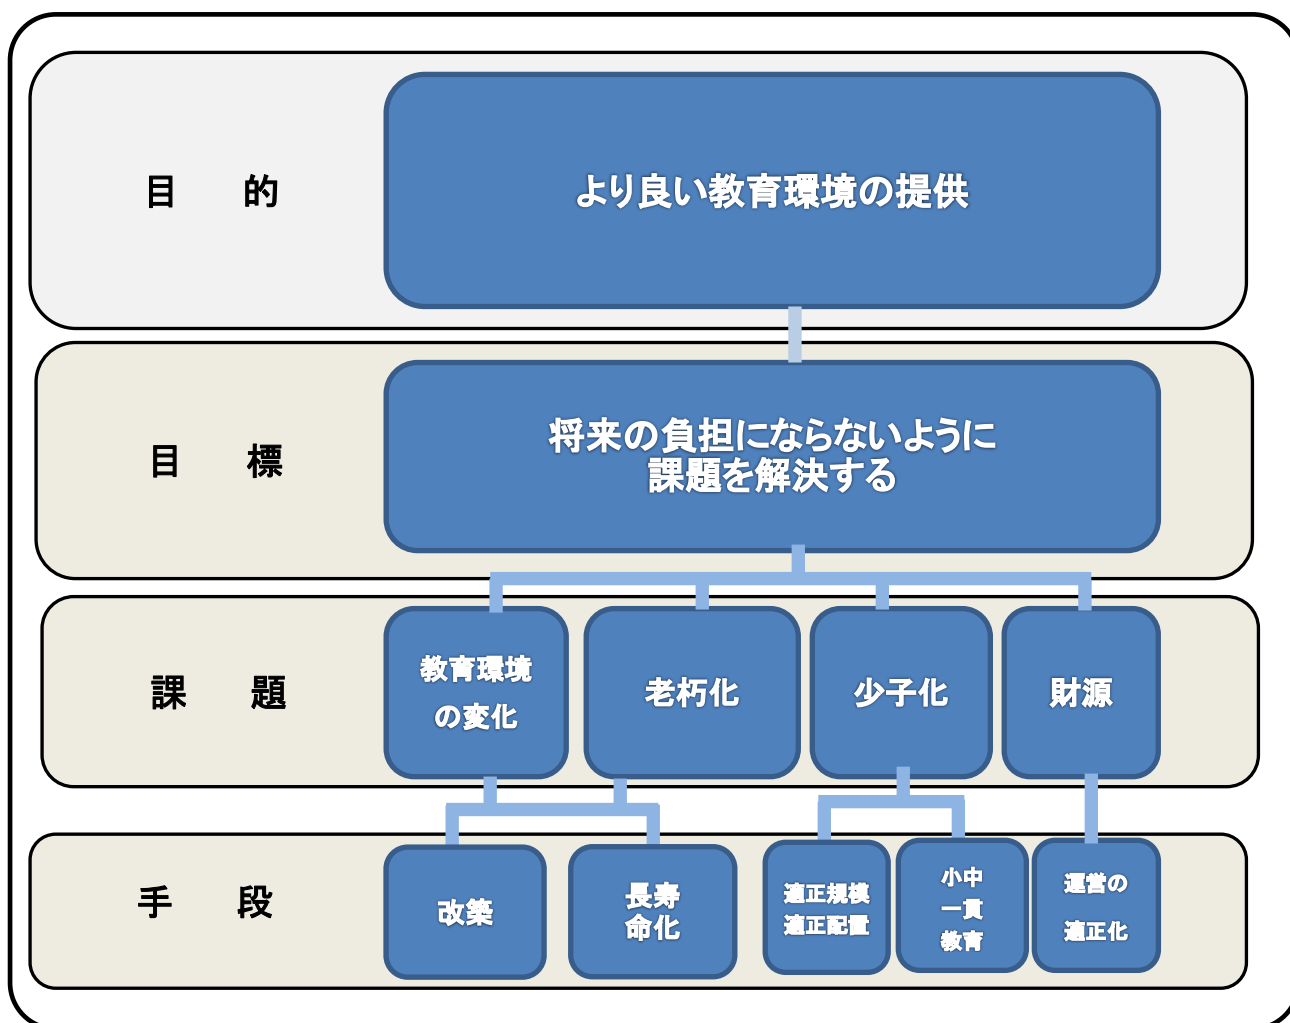 目　的
より良い教育環境の提供
目　標
将来の負担にならないように
課題を解決する
課　題
教育環境
の変化
老朽化
少子化
財源
手　段
改築
長寿
命化
適正規模
適正配置
小中
一貫
教育
運営の
適正化